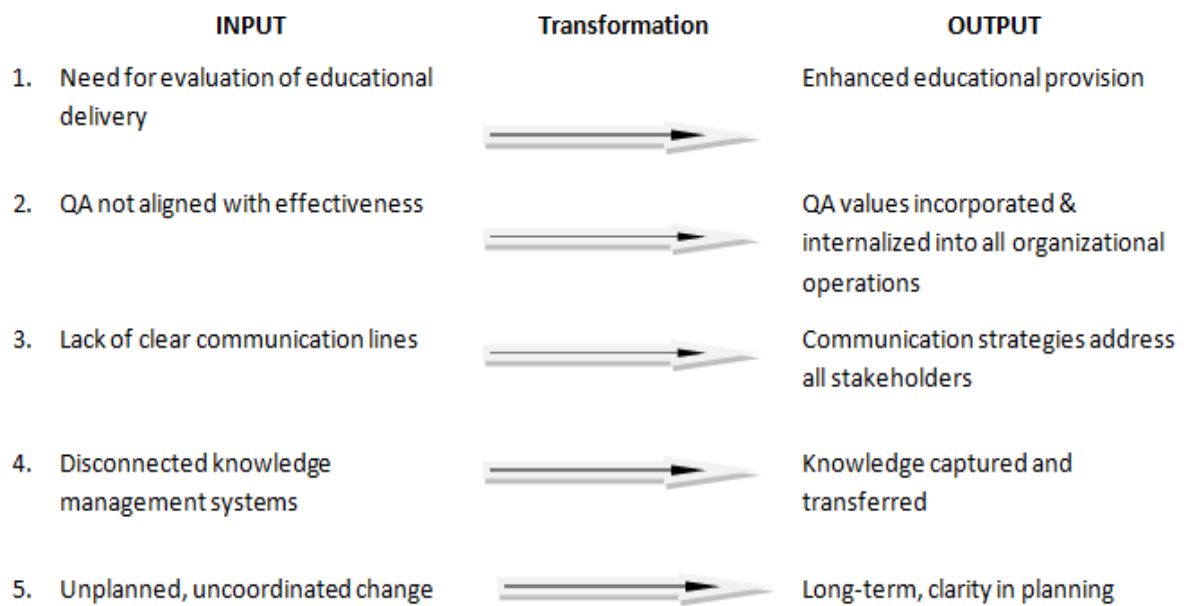 INPUT Transformation OUTPUT
1. Need for evaluation of educational Enhanced educational provision
delivery
2. QA not aligned with effectiveness QA values incorporated &
internalized into all organizational
operations
3. Lack of clear communication lines Communication strategies address
all stakeholders
4. Disconnected knowledge Knowledge captured and
management systems transferred
5. Unplanned, uncoordinated change Long-term, clarity in planning